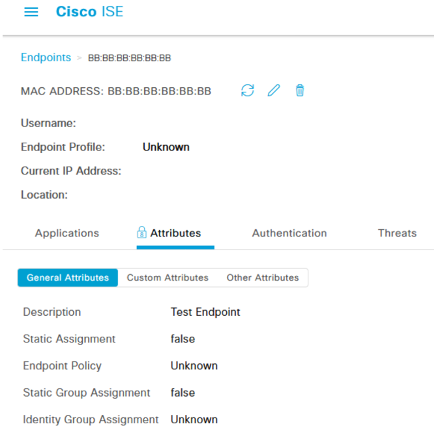 Cisco ISE
Endpoints > BB:BB:BB:BB:BB:BB
MAC ADDRESS: BB:BB:BB:BB:BB:BB
Username:
Endpoint Profile: Unknown
Current IP Address:
Location:
Applications Attributes Authentication Threats
General Attributes Custom Attributes Other Attributes
Description Test Endpoint
Static Assignment false
Endpoint Policy Unknown
Static Group Assignment false
Identity Group Assignment Unknown